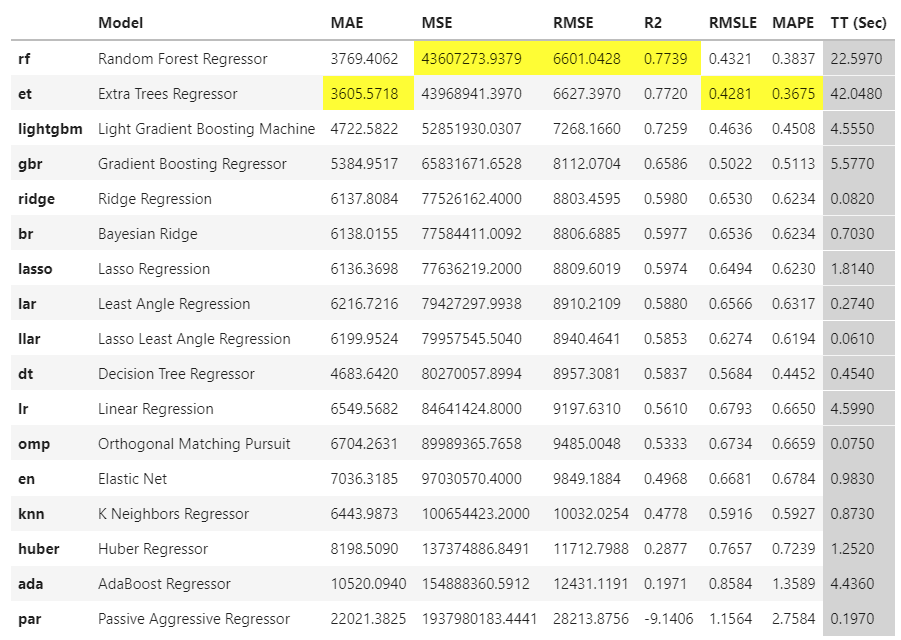 Model MAE MSE RMSE R2 RMSLE MAPE TT (Sec)
rf Random Forest Regressor 3769.4062 43607273.9379 6601.0428 0.7739 0.4321 0.3837 22.5970
et Extra Trees Regressor 3605.5718 43968941.3970 6627.3970 0.7720 0.4281 0.3675 42.0480
lightgbm Light Gradient Boosting Machine 4722.5822 52851930.0307 7268.1660 0.7259 0.4636 0.4508 4.5550
gbr Gradient Boosting Regressor 5384.9517 65831671.6528 8112.0704 0.6586 0.5022 0.5113 5.5770
ridge Ridge Regression 6137.8084 77526162.4000 8803.4595 0.5980 0.6530 0.6234 0.0820
br Bayesian Ridge 6138.0155 77584411.0092 8806.6885 0.5977 0.6536 0.6234 0.7030
lasso Lasso Regression 6136.3698 77636219.2000 8809.6019 0.5974 0.6494 0.6230 1.8140
lar Least Angle Regression 6216.7216 79427297.9938 8910.2109 0.5880 0.6566 0.6317 0.2740
llar Lasso Least Angle Regression 6199.9524 79957545.5040 8940.4641 0.5853 0.6274 0.6194 0.0610
dt Decision Tree Regressor 4683.6420 80270057.8994 8957.3081 0.5837 0.5684 0.4452 0.4540
lr Linear Regression 6549.5682 84641424.8000 9197.6310 0.5610 0.6793 0.6650 4.5990
omp Orthogonal Matching Pursuit 6704.2631 89989365.7658 9485.0048 0.5333 0.6734 0.6659 0.0750
en Elastic Net 7036.3185 97030570.4000 9849.1884 0.4968 0.6681 0.6784 0.9830
knn K Neighbors Regressor 6443.9873 100654423.2000 10032.0254 0.4778 0.5916 0.5927 0.8730
huber Huber Regressor 8198.5090 137374886.8491 11712.7988 0.2877 0.7657 0.7239 1.2520
ada AdaBoost Regressor 10520.0940 154888360.5912 12431.1191 0.1971 0.8584 1.3589 4.4360
par Passive Aggressive Regressor 22021.3825 1937980183.4441 28213.8756 -9.1406 1.1564 2.7584 0.1970